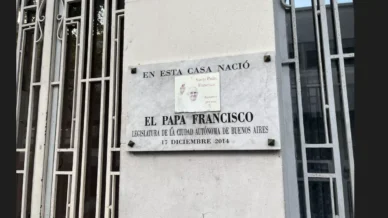 EN ESTA CASA NACIÓ
EL PAPA FRANCISCO
LEGISLATURA DE LA CIUDAD AUTÓNOMA DE BUENOS AIRES
17 DICIEMBRE 2014